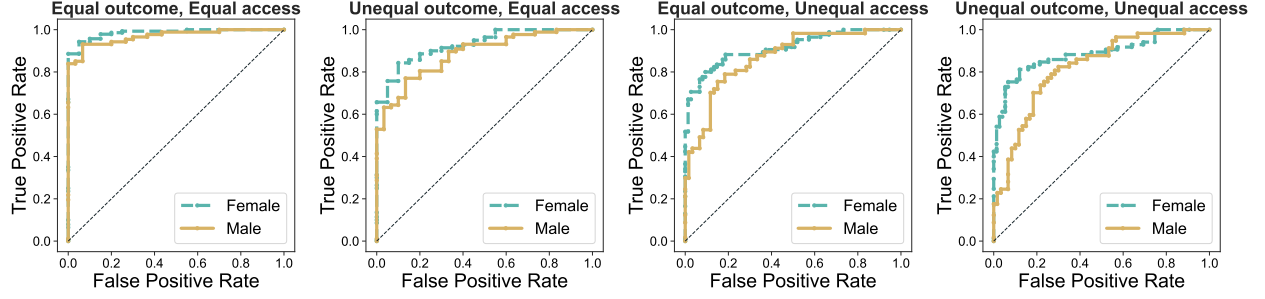 Equal outcome, Equal access
1.0
0.8
0.6
0.4
0.2
0.0
True Positive Rate
Female
Male
0.0 0.2 0.4 0.6 0.8 1.0
False Positive Rate
Unequal outcome, Equal access
1.0
0.8
0.6
0.4
0.2
0.0
True Positive Rate
Female
Male
0.0 0.2 0.4 0.6 0.8 1.0
False Positive Rate
Equal outcome, Unequal access
1.0
0.8
0.6
0.4
0.2
0.0
True Positive Rate
Female
Male
0.0 0.2 0.4 0.6 0.8 1.0
False Positive Rate
Unequal outcome, Unequal access
1.0
0.8
0.6
0.4
0.2
0.0
True Positive Rate
Female
Male
0.0 0.2 0.4 0.6 0.8 1.0
False Positive Rate